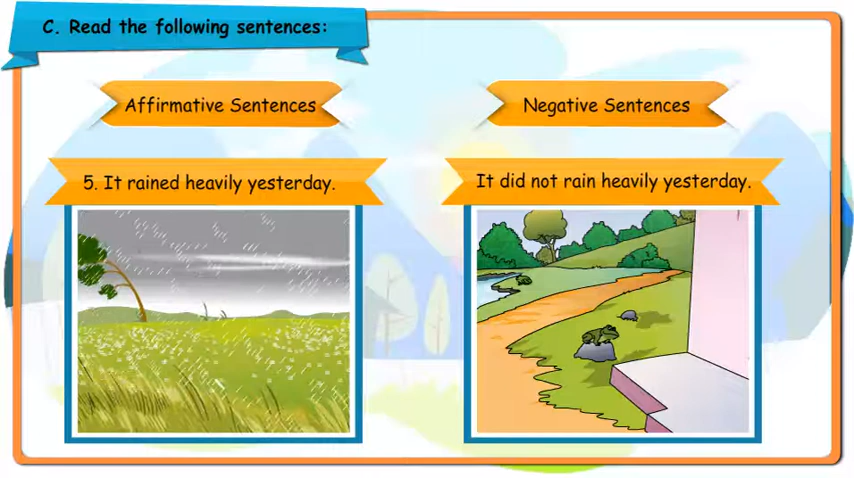 C. Read the following sentences:
Affirmative Sentences
Negative Sentences
5. It rained heavily yesterday.
It did not rain heavily yesterday.